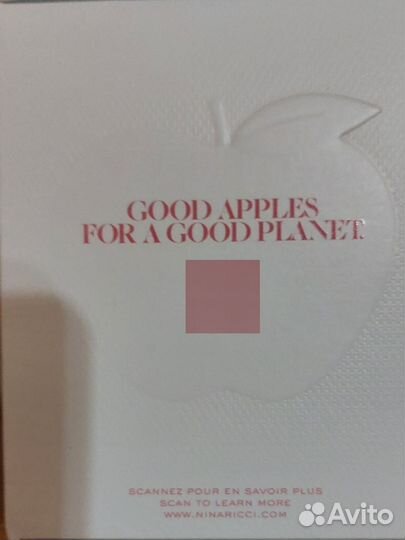 GOOD APPLES
FOR A GOOD PLANET.
SCANNEZ POUR EN SAVOIR PLUS
SCAN TO LEARN MORE
WWW.NINARICCI.COM
Avito